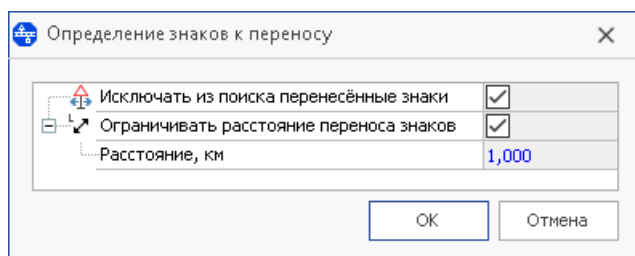 Определение знаков к переносу
Исключать из поиска перенесённые знаки
Ограничивать расстояние переноса знаков
Расстояние, км 1,000
ОК Отмена